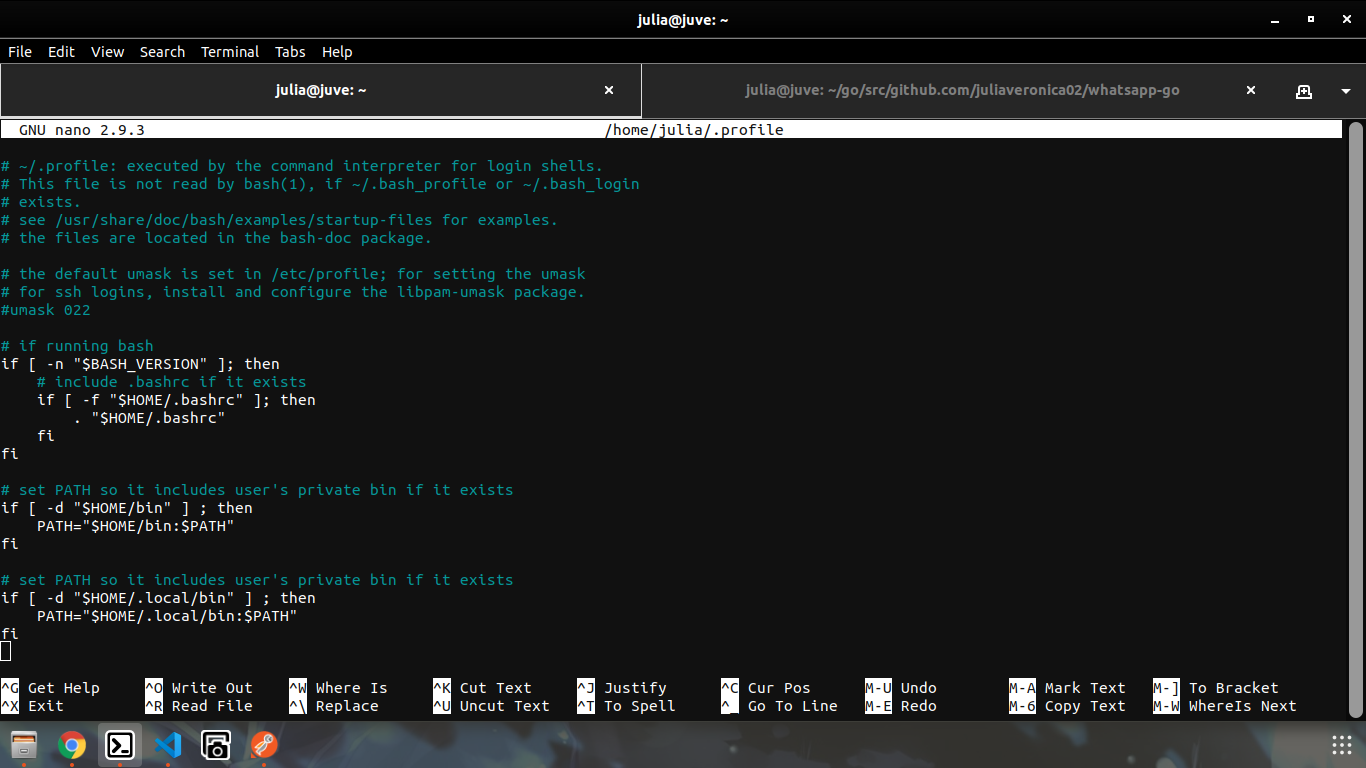 julia@juve: ~
File Edit View Search Terminal Tabs Help
julia@juve: ~ julia@juve: ~/go/src/github.com/juliaveronica02/whatsapp-go
GNU nano 2.9.3 /home/julia/.profile
# ~/.profile: executed by the command interpreter for login shells.
# This file is not read by bash(1), if ~/.bash_profile or ~/.bash_login
# exists.
# see /usr/share/doc/bash/examples/startup-files for examples.
# the files are located in the bash-doc package.
# the default umask is set in /etc/profile; for setting the umask
# for ssh logins, install and configure the libpam-umask package.
#umask 022
# if running bash
if [ -n "$BASH_VERSION" ]; then
    # include .bashrc if it exists
    if [ -f "$HOME/.bashrc" ]; then
        . "$HOME/.bashrc"
    fi
fi
# set PATH so it includes user's private bin if it exists
if [ -d "$HOME/bin" ] ; then
    PATH="$HOME/bin:$PATH"
fi
# set PATH so it includes user's private bin if it exists
if [ -d "$HOME/.local/bin" ] ; then
    PATH="$HOME/.local/bin:$PATH"
fi
^G Get Help ^O Write Out ^W Where Is ^K Cut Text ^J Justify ^C Cur Pos M-U Undo M-A Mark Text M-] To Bracket
^X Exit ^R Read File ^\ Replace ^U Uncut Text ^T To Spell ^_ Go To Line M-E Redo M-6 Copy Text M-W WhereIs Next